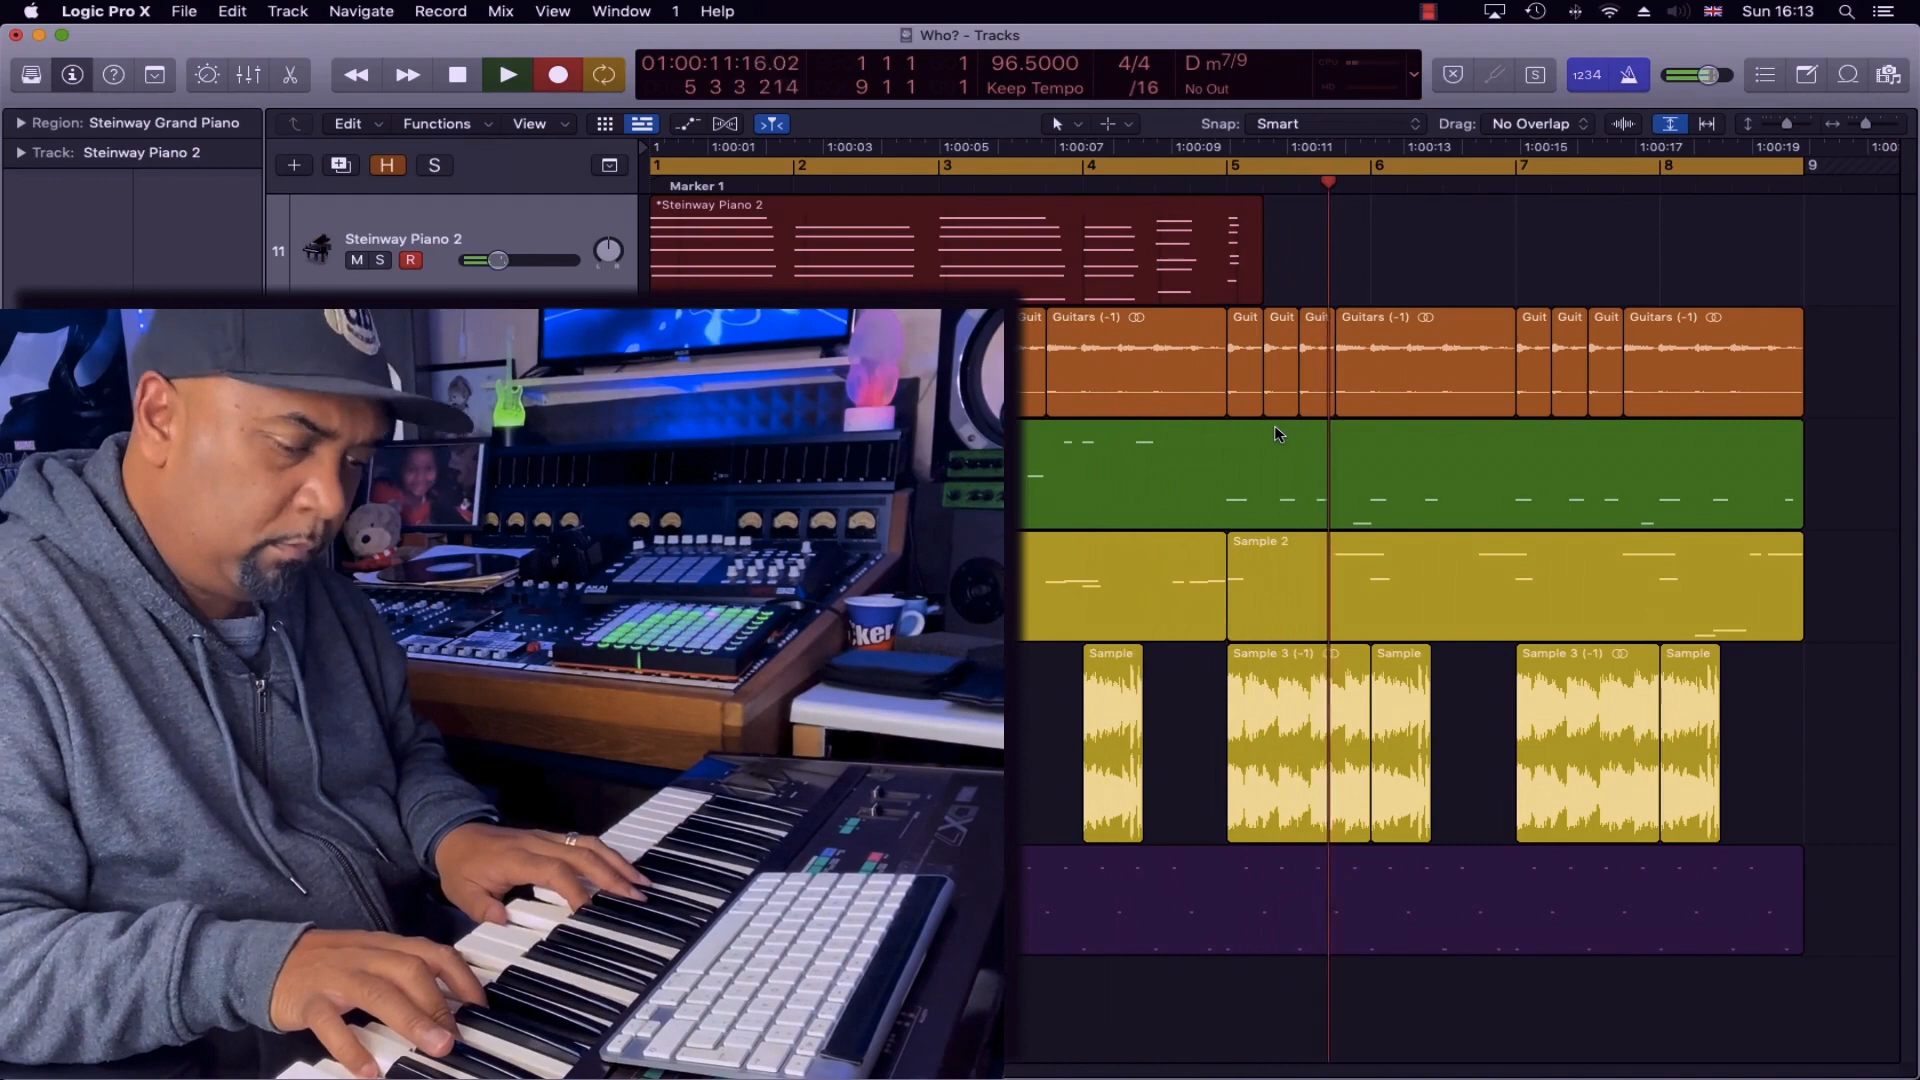 Logic Pro X File Edit Track Navigate Record Mix View Window 1 Help Sun 16:13
Who? - Tracks
01:00:11:16.02 1 1 1 1 96.5000 4/4 D m7/9 CPU
5 3 3 214 9 1 1 1 Keep Tempo /16 No Out HD
S 1234
Region: Steinway Grand Piano Edit Functions View Snap: Smart Drag: No Overlap
Track: Steinway Piano 2
1 1:00:01 1:00:03 1:00:05 1:00:07 1:00:09 1:00:11 1:00:13 1:00:15 1:00:17 1:00:19 1:00:
H S
1 2 3 4 5 6 7 8 9
Marker 1
*Steinway Piano 2
11
Steinway Piano 2
M S R
L R
Guit Guitars (-1) Guit Guit Guit Guitars (-1) Guit Guit Guit Guitars (-1)
Sample 2
Sample Sample 3 (-1) Sample Sample 3 (-1) Sample
AKAI
cker